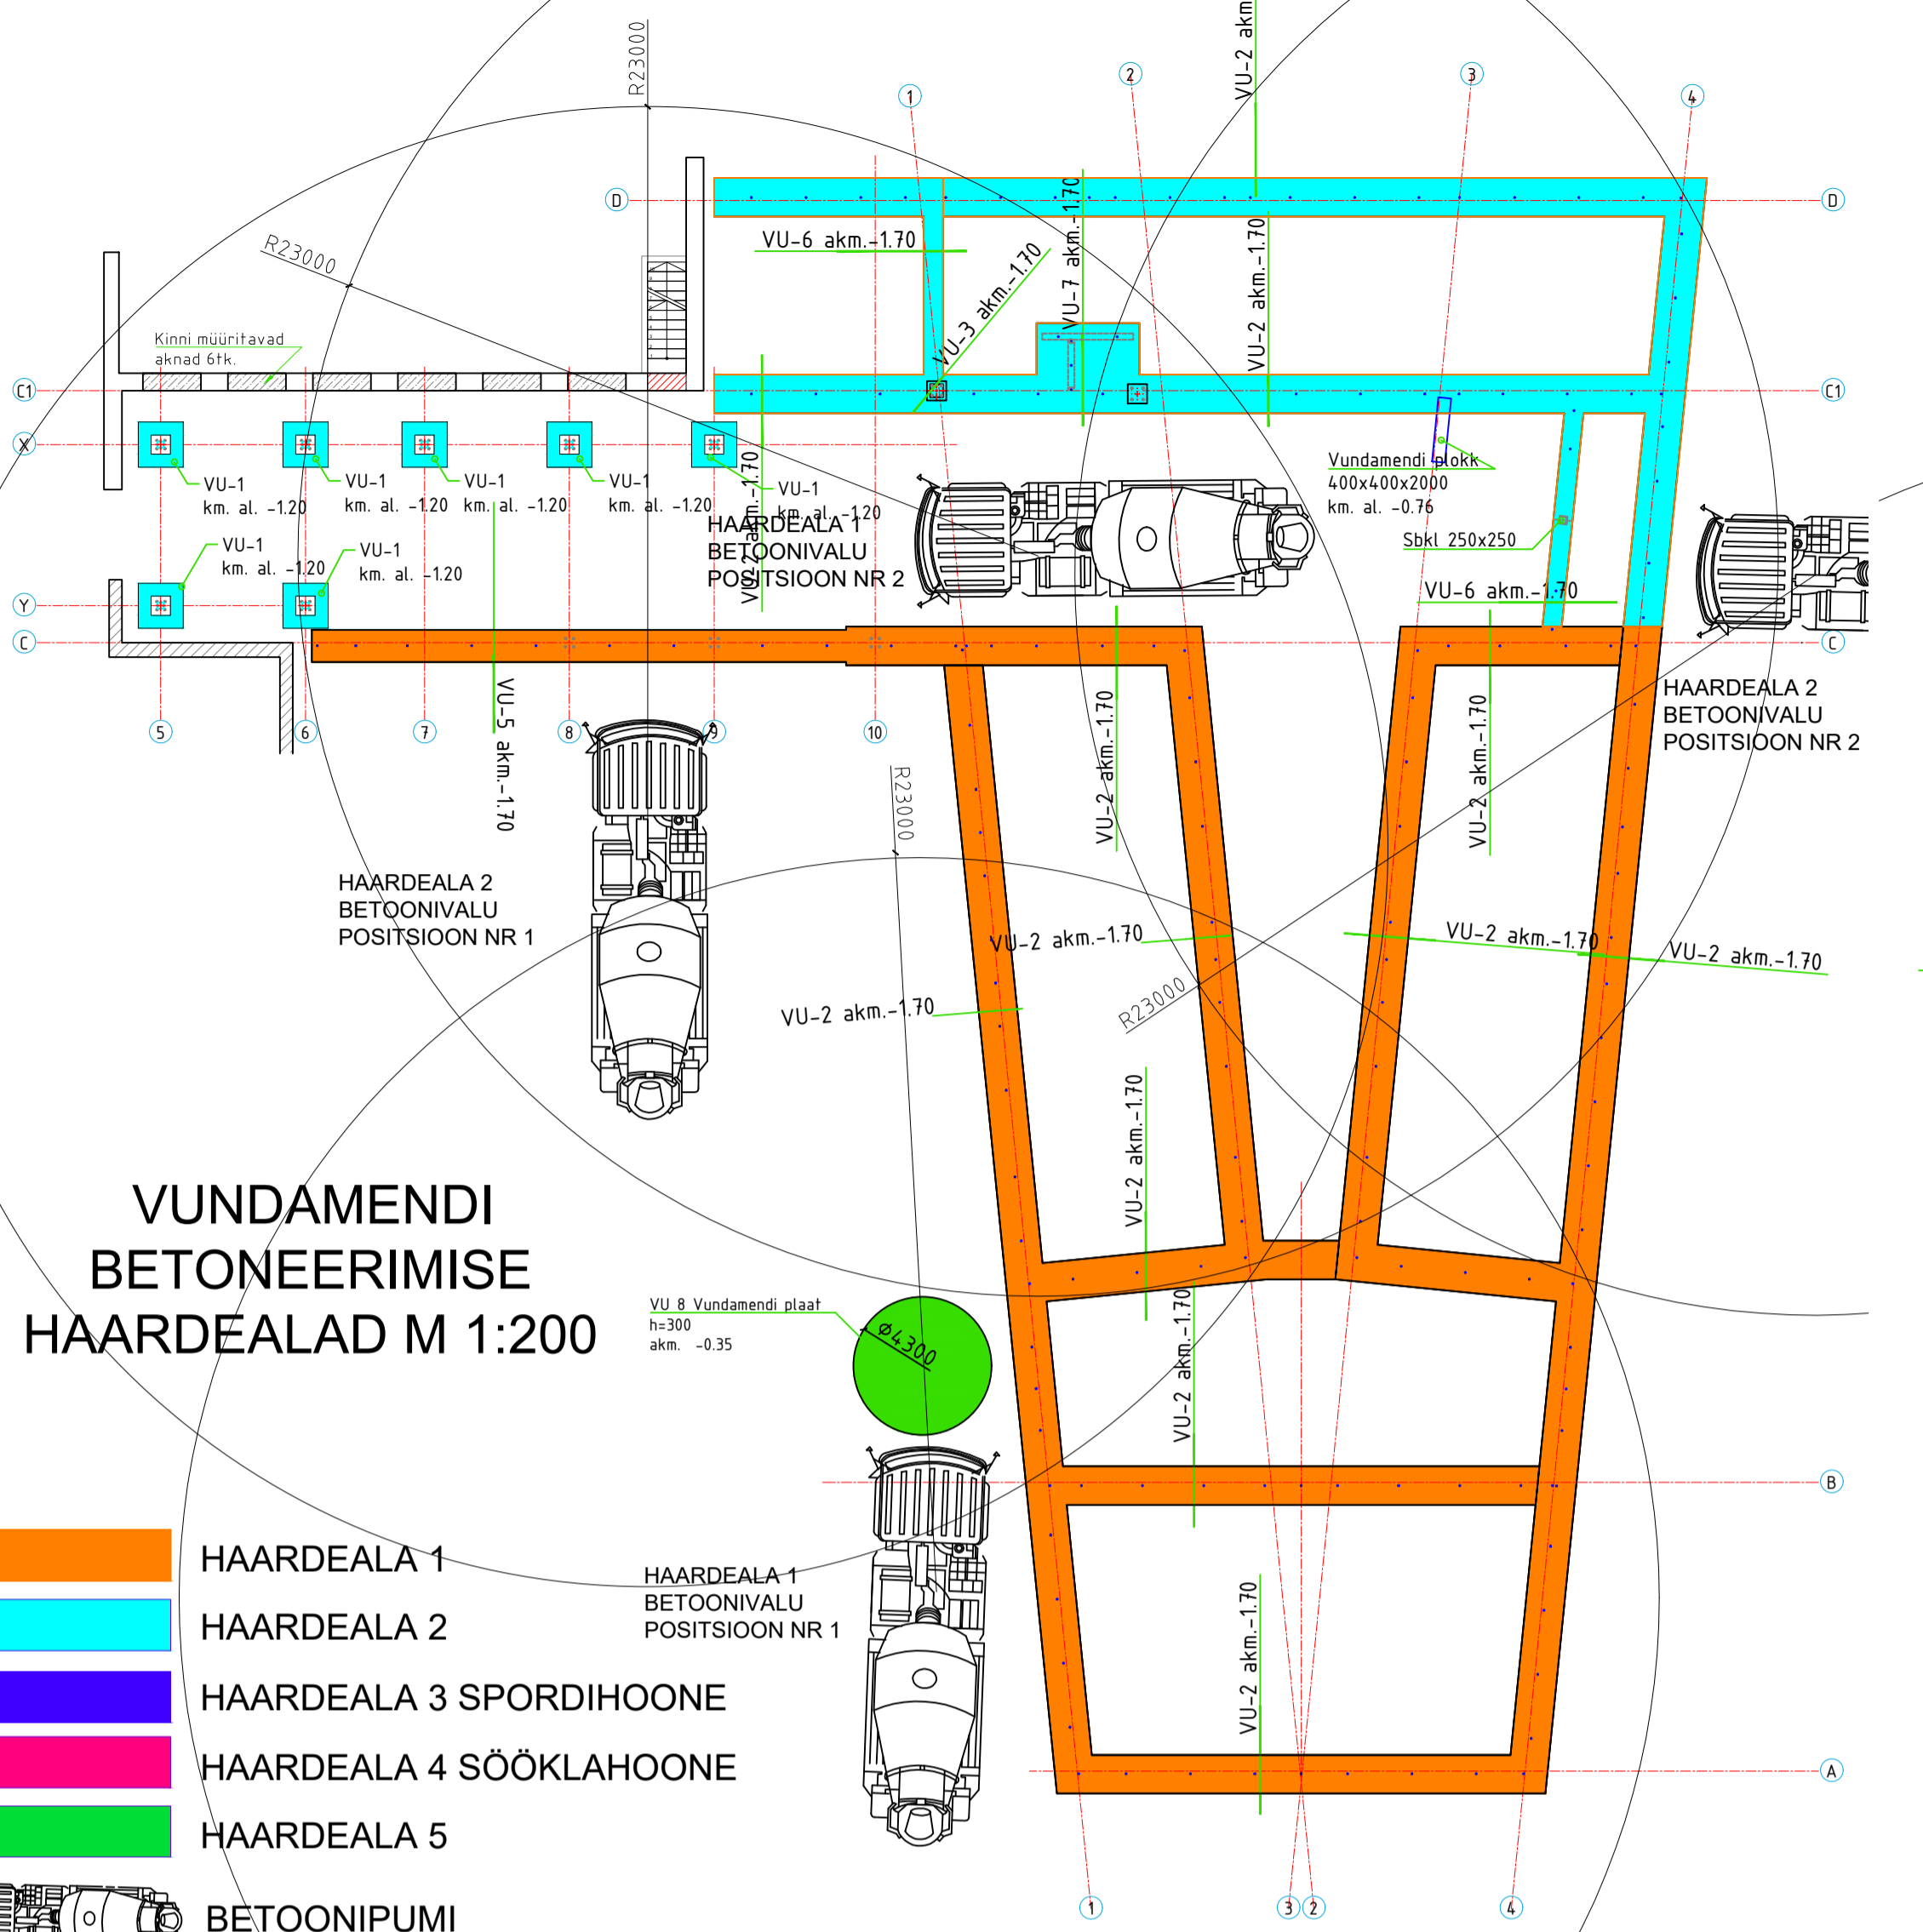 VU-2 akm
R23000
1
2
3
4
D
D
R23000
VU-6 akm.-1.70
VU-3 akm.-1.70
VU-7 akm.-1.70
VU-2 akm.-1.70
Kinni müüritavad
aknad 6tk.
C1
C1
X
VU-1
km. al. -1.20
VU-1
km. al. -1.20
VU-1
km. al. -1.20
VU-1
km. al. -1.20
VU-1
km. al. -1.20
VU-2 akm.-1.70
HAARDEALA 1
BETOONIVALU
POSITSIOON NR 2
Vundamendi plokk
400x400x2000
km. al. -0.76
Sbkl 250x250
VU-1
km. al. -1.20
VU-1
km. al. -1.20
VU-6 akm.-1.70
Y
C
C
5
6
7
8
9
10
VU-5 akm.-1.70
VU-2 akm.-1.70
VU-2 akm.-1.70
HAARDEALA 2
BETOONIVALU
POSITSIOON NR 2
R23000
HAARDEALA 2
BETOONIVALU
POSITSIOON NR 1
VU-2 akm.-1.70
VU-2 akm.-1.70
VU-2 akm.-1.70
VU-2 akm.-1.70
R23000
VU-2 akm.-1.70
VUNDAMENDI
BETONEERIMISE
HAARDEALAD M 1:200
VU 8 Vundamendi plaat
h=300
akm. -0.35
Ø4300
VU-2 akm.-1.70
B
HAARDEALA 1
BETOONIVALU
POSITSIOON NR 1
VU-2 akm.-1.70
A
HAARDEALA 1
HAARDEALA 2
HAARDEALA 3 SPORDIHOONE
HAARDEALA 4 SÖÖKLAHOONE
HAARDEALA 5
BETOONIPUMI
1
3
2
4